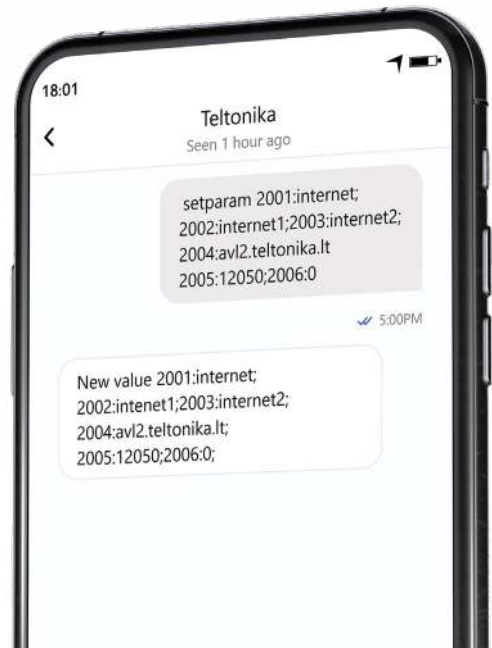 18:01
Teltonika
Seen 1 hour ago
setparam 2001:internet;
2002:internet1;2003:internet2;
2004:avl2.teltonika.lt
2005:12050;2006:0
5:00PM
New value 2001:internet;
2002:intenet1;2003:internet2;
2004:avl2.teltonika.lt;
2005:12050;2006:0;